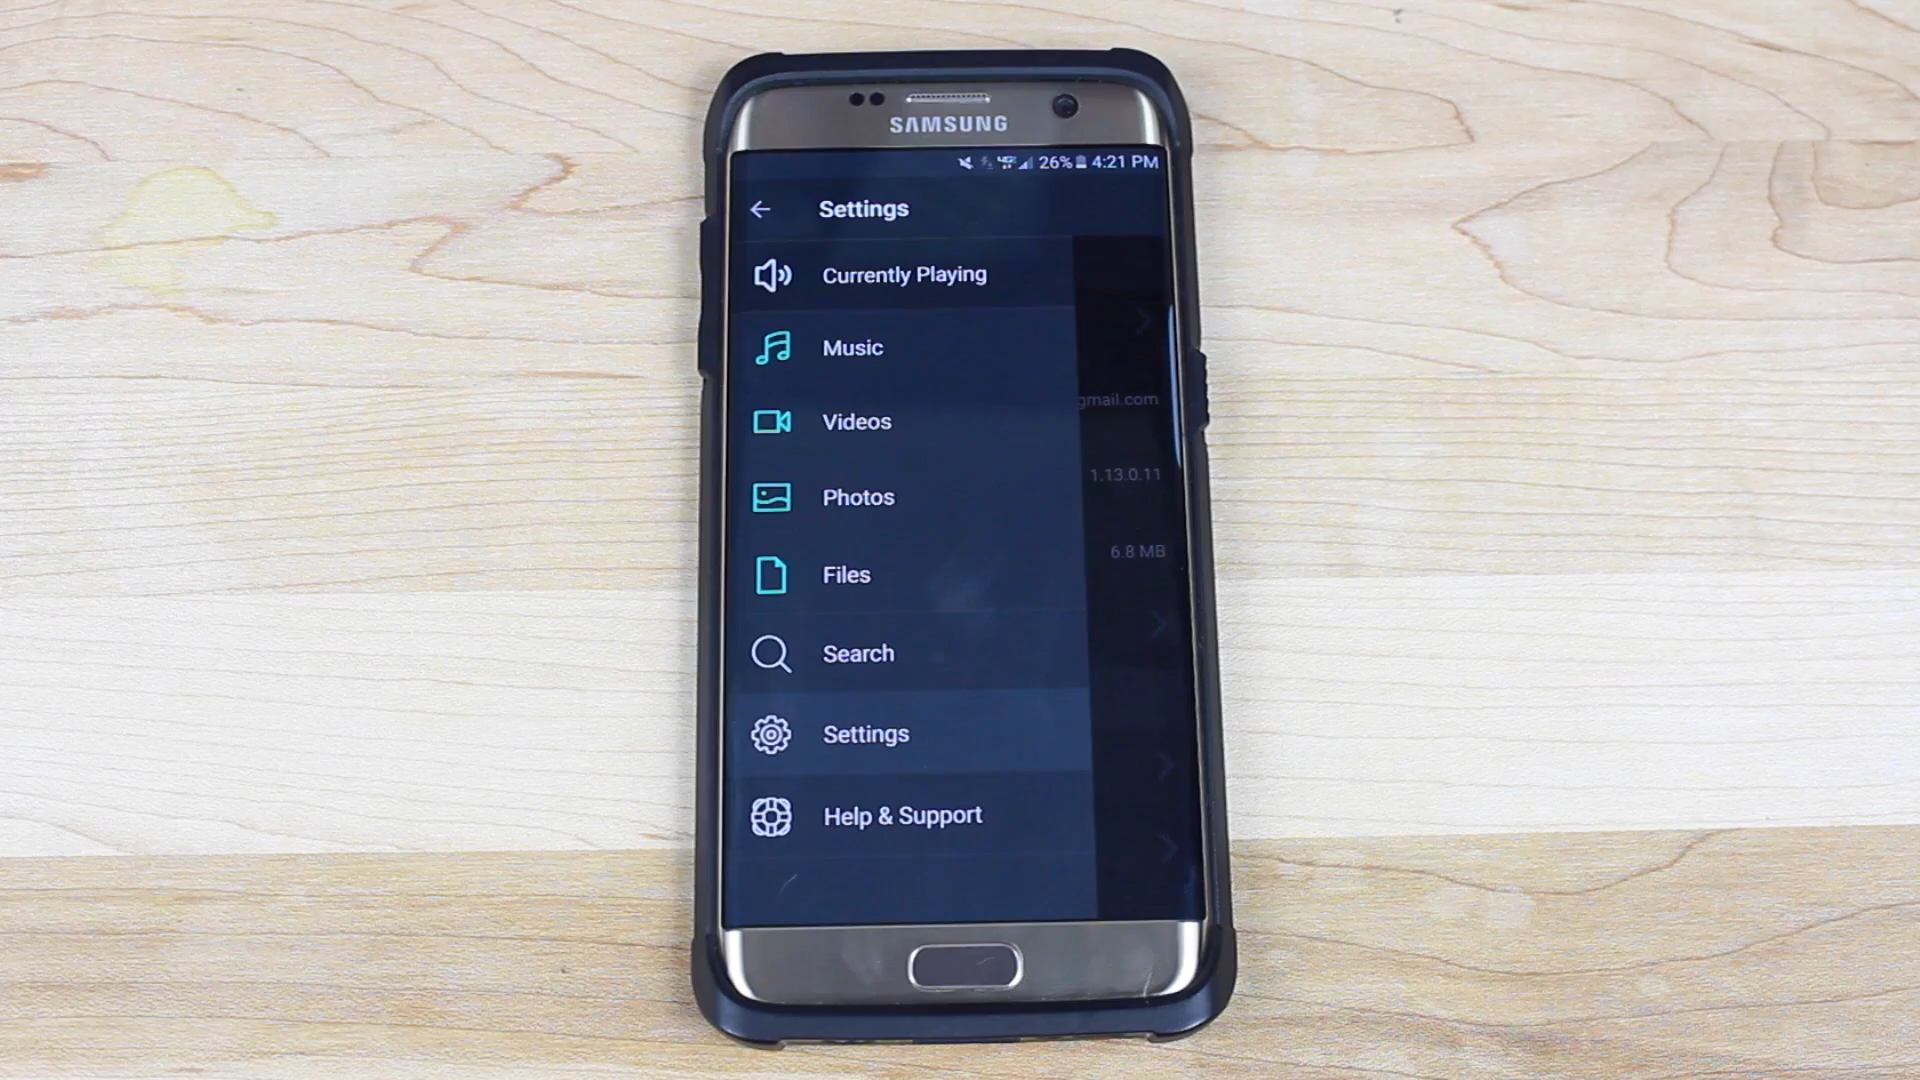 SAMSUNG
4G 26% 4:21 PM
Settings
Currently Playing
Music
Videos
gmail.com
1.13.0.11
Photos
6.8 MB
Files
Search
Settings
Help & Support